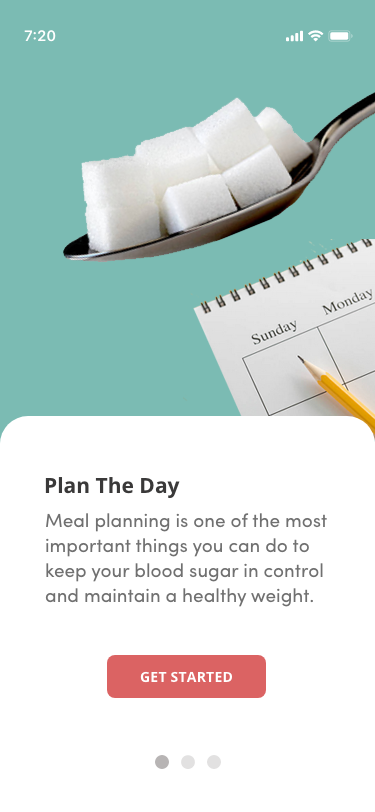 7:20
Sunday
Monday
Plan The Day
Meal planning is one of the most
important things you can do to
keep your blood sugar in control
and maintain a healthy weight.
GET STARTED